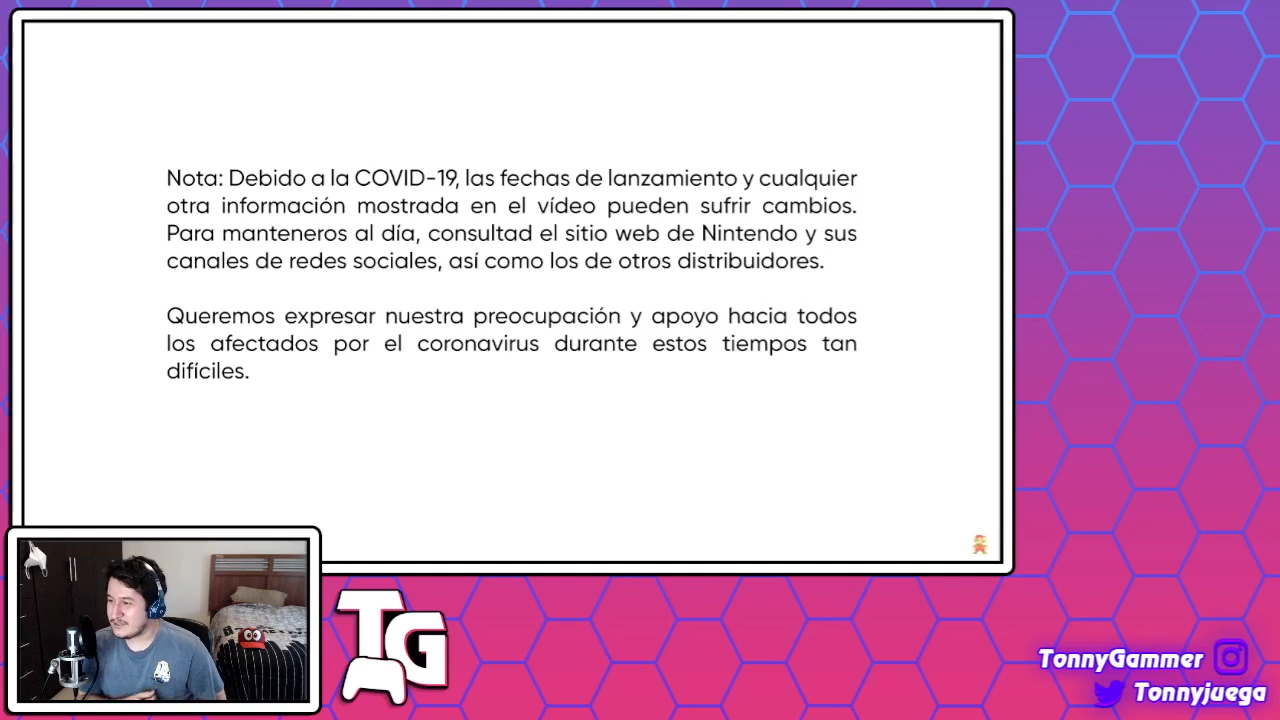 Nota: Debido a la COVID-19, las fechas de lanzamiento y cualquier
otra información mostrada en el vídeo pueden sufrir cambios.
Para manteneros al día, consultad el sitio web de Nintendo y sus
canales de redes sociales, así como los de otros distribuidores.
Queremos expresar nuestra preocupación y apoyo hacia todos
los afectados por el coronavirus durante estos tiempos tan
difíciles.
TG
TonnyGammer
Tonnyjuega